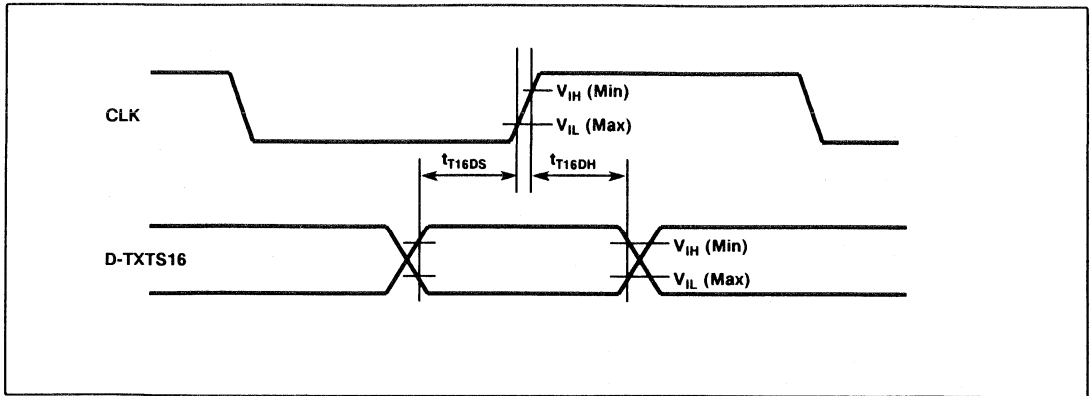 CLK
V_IH (Min)
V_IL (Max)
t_T16DS
t_T16DH
D-TXTS16
V_IH (Min)
V_IL (Max)